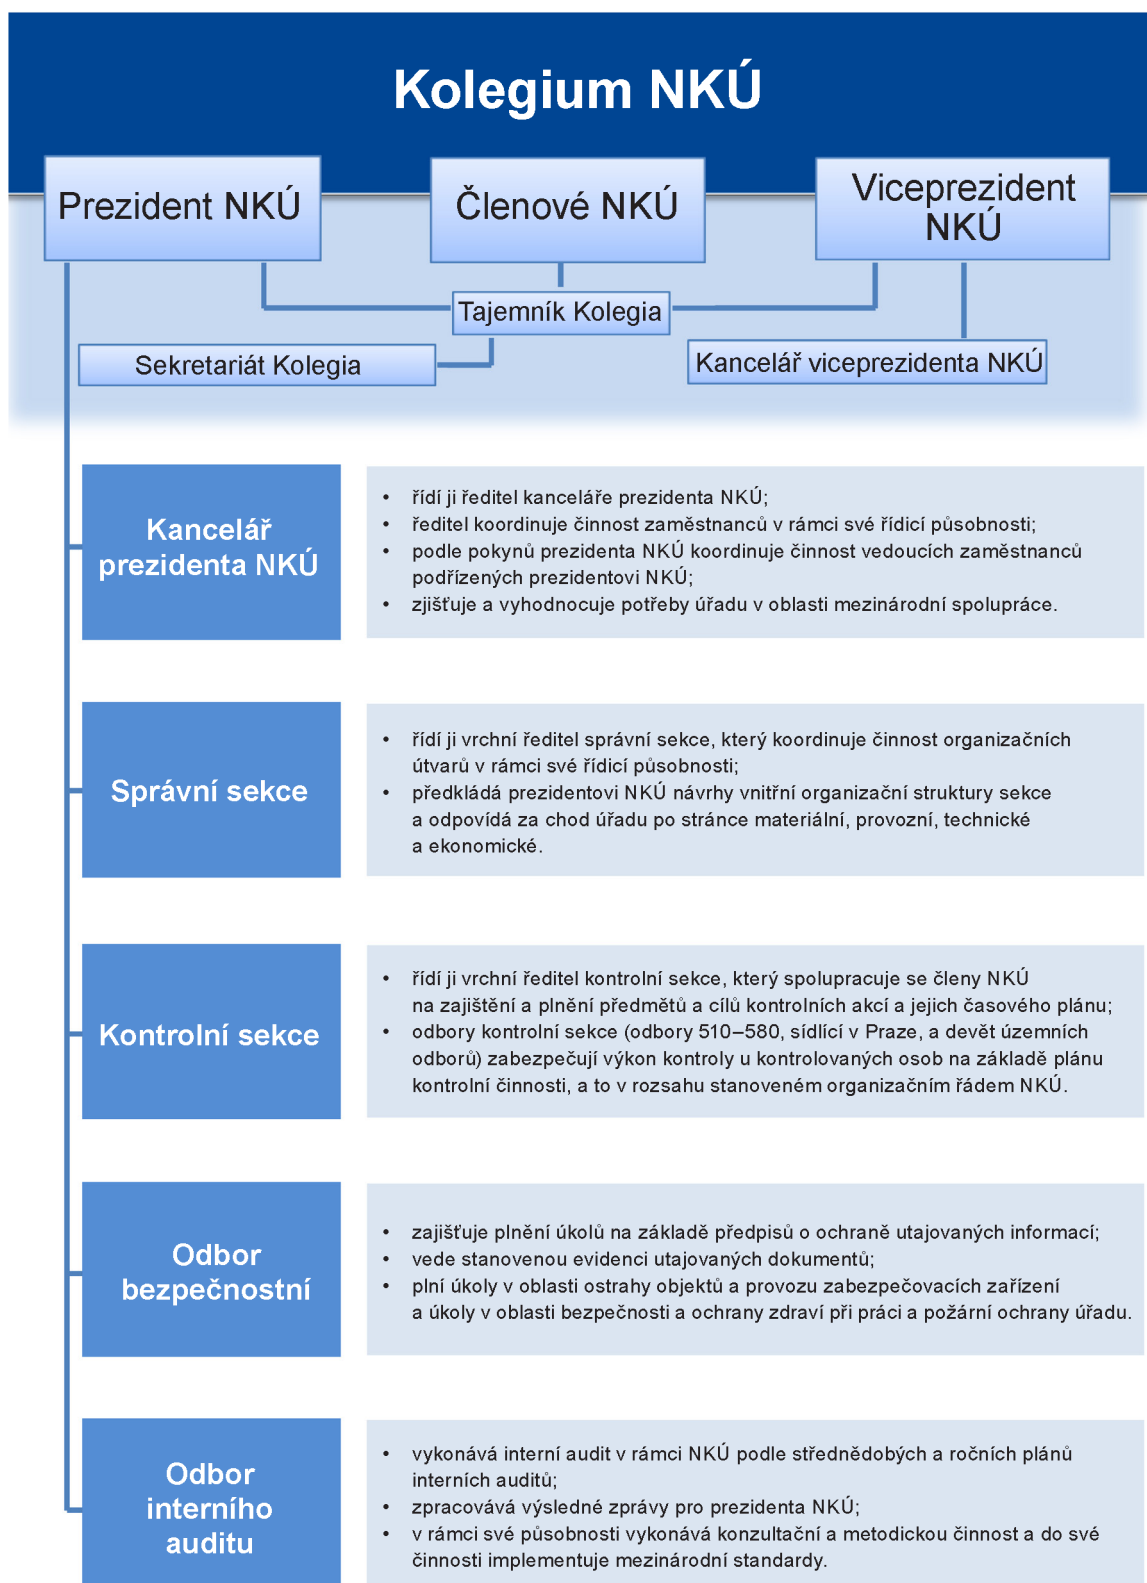 Kolegium NKÚ
Prezident NKÚ
Členové NKÚ
Viceprezident
NKÚ
Tajemník Kolegia
Sekretariát Kolegia
Kancelář viceprezidenta NKÚ
Kancelář
prezidenta NKÚ
• řídí ji ředitel kanceláře prezidenta NKÚ;
• ředitel koordinuje činnost zaměstnanců v rámci své řídicí působnosti;
• podle pokynů prezidenta NKÚ koordinuje činnost vedoucích zaměstnanců
podřízených prezidentovi NKÚ;
• zjišťuje a vyhodnocuje potřeby úřadu v oblasti mezinárodní spolupráce.
Správní sekce
• řídí ji vrchní ředitel správní sekce, který koordinuje činnost organizačních
útvarů v rámci své řídicí působnosti;
• předkládá prezidentovi NKÚ návrhy vnitřní organizační struktury sekce
a odpovídá za chod úřadu po stránce materiální, provozní, technické
a ekonomické.
Kontrolní sekce
• řídí ji vrchní ředitel kontrolní sekce, který spolupracuje se členy NKÚ
na zajištění a plnění předmětů a cílů kontrolních akcí a jejich časového plánu;
• odbory kontrolní sekce (odbory 510–580, sídlící v Praze, a devět územních
odborů) zabezpečují výkon kontroly u kontrolovaných osob na základě plánu
kontrolní činnosti, a to v rozsahu stanoveném organizačním řádem NKÚ.
Odbor
bezpečnostní
• zajišťuje plnění úkolů na základě předpisů o ochraně utajovaných informací;
• vede stanovenou evidenci utajovaných dokumentů;
• plní úkoly v oblasti ostrahy objektů a provozu zabezpečovacích zařízení
a úkoly v oblasti bezpečnosti a ochrany zdraví při práci a požární ochrany úřadu.
Odbor
interního
auditu
• vykonává interní audit v rámci NKÚ podle střednědobých a ročních plánů
interních auditů;
• zpracovává výsledné zprávy pro prezidenta NKÚ;
• v rámci své působnosti vykonává konzultační a metodickou činnost a do své
činnosti implementuje mezinárodní standardy.